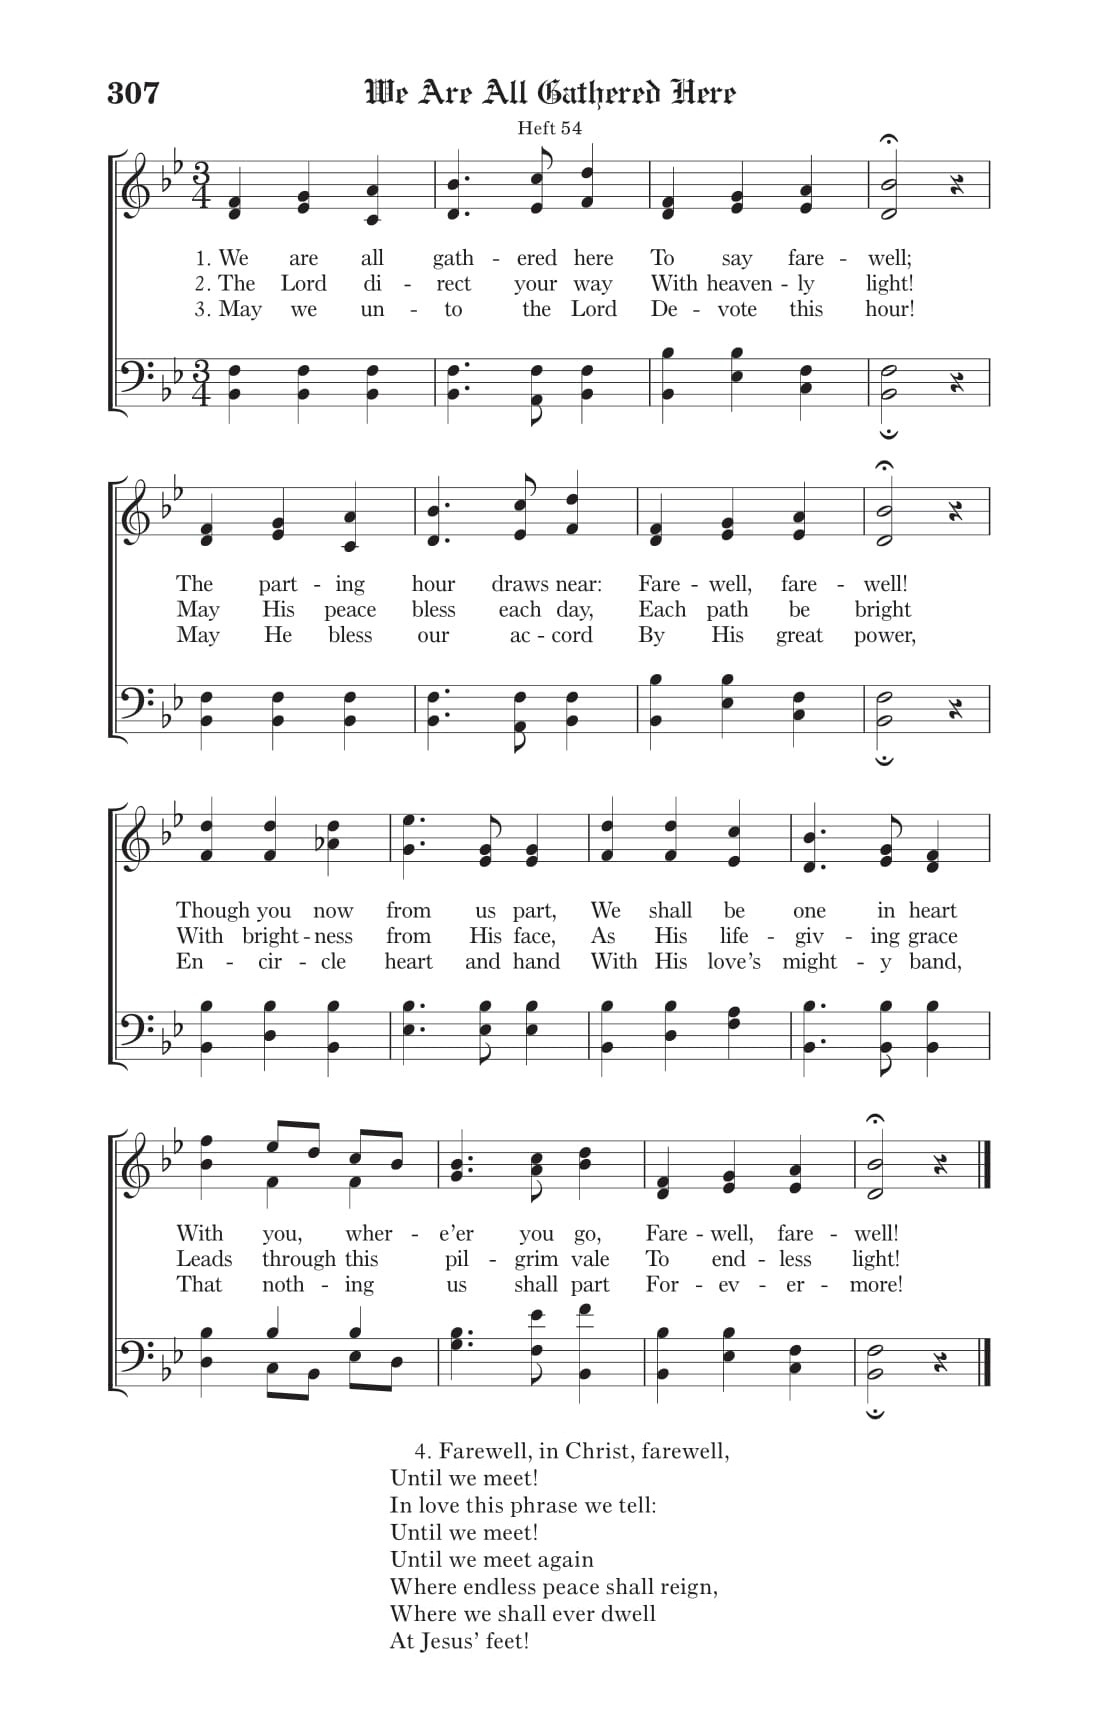 307 We Are All Gathered Here
Heft 54
1. We are all gath - ered here To say fare - well;
2. The Lord di - rect your way With heaven - ly light!
3. May we un - to the Lord De - vote this hour!
The part - ing hour draws near: Fare - well, fare - well!
May His peace bless each day, Each path be bright
May He bless our ac - cord By His great power,
Though you now from us part, We shall be one in heart
With bright - ness from His face, As His life - giv - ing grace
En - cir - cle heart and hand With His love’s might - y band,
With you, wher - e’er you go, Fare - well, fare - well!
Leads through this pil - grim vale To end - less light!
That noth - ing us shall part For - ev - er - more!
4. Farewell, in Christ, farewell,
Until we meet!
In love this phrase we tell:
Until we meet!
Until we meet again
Where endless peace shall reign,
Where we shall ever dwell
At Jesus’ feet!